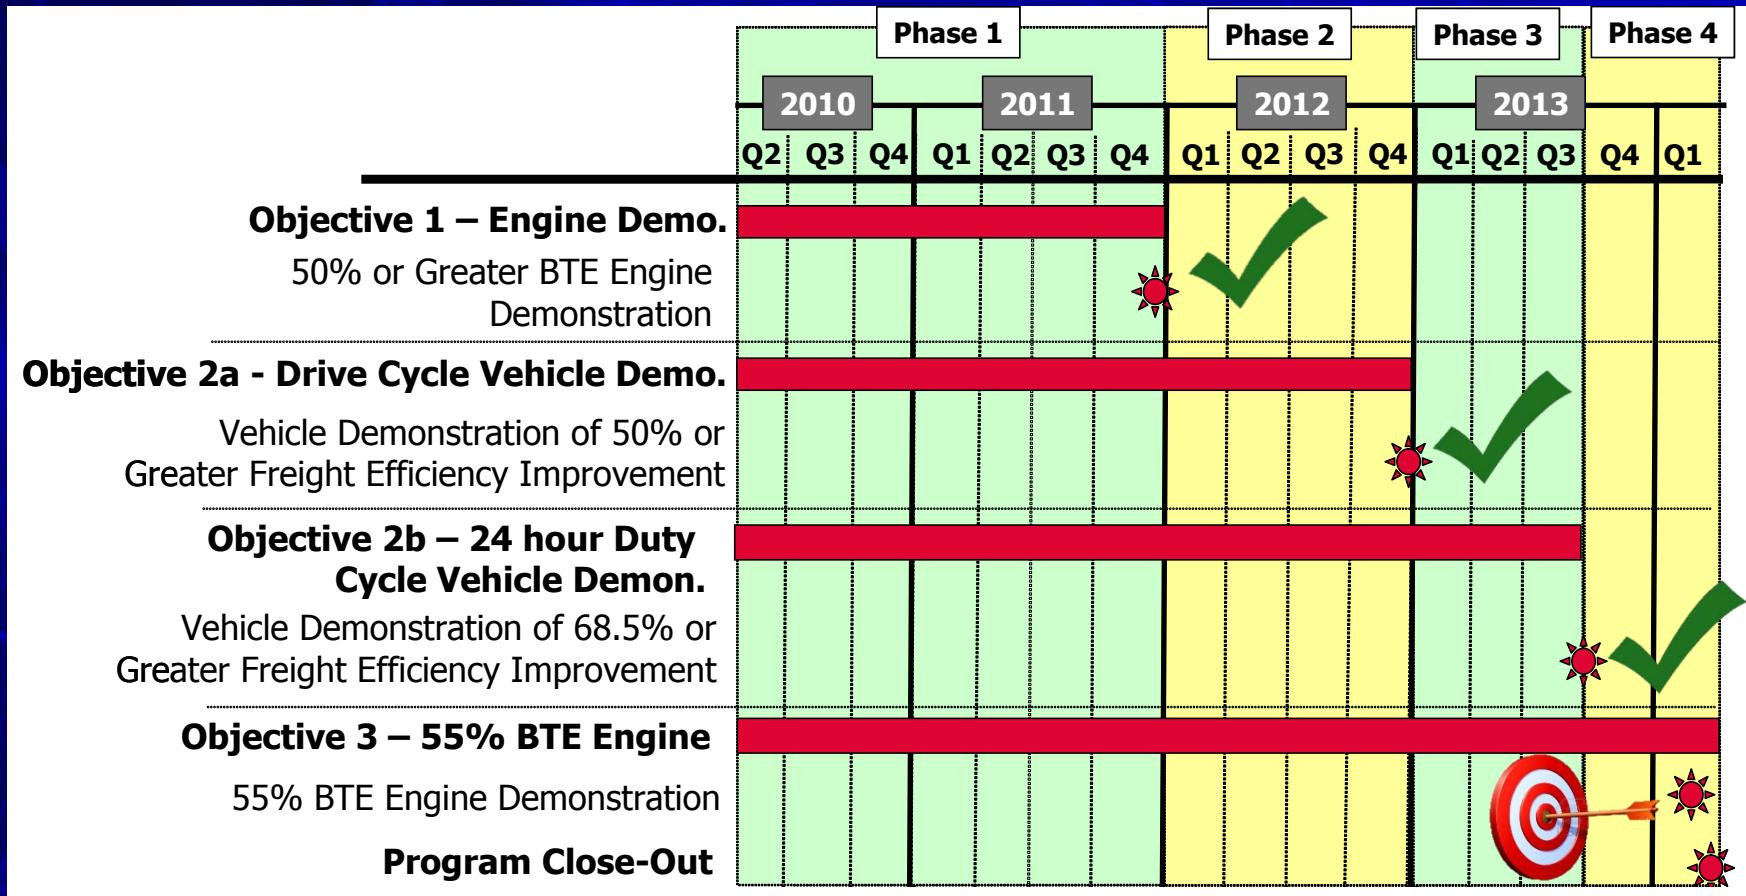 Phase 1
Phase 2
Phase 3
Phase 4
2010
2011
2012
2013
Q2 Q3 Q4 Q1 Q2 Q3 Q4 Q1 Q2 Q3 Q4 Q1 Q2 Q3 Q4 Q1
Objective 1 – Engine Demo.
50% or Greater BTE Engine
Demonstration
Objective 2a - Drive Cycle Vehicle Demo.
Vehicle Demonstration of 50% or
Greater Freight Efficiency Improvement
Objective 2b – 24 hour Duty
Cycle Vehicle Demon.
Vehicle Demonstration of 68.5% or
Greater Freight Efficiency Improvement
Objective 3 – 55% BTE Engine
55% BTE Engine Demonstration
Program Close-Out